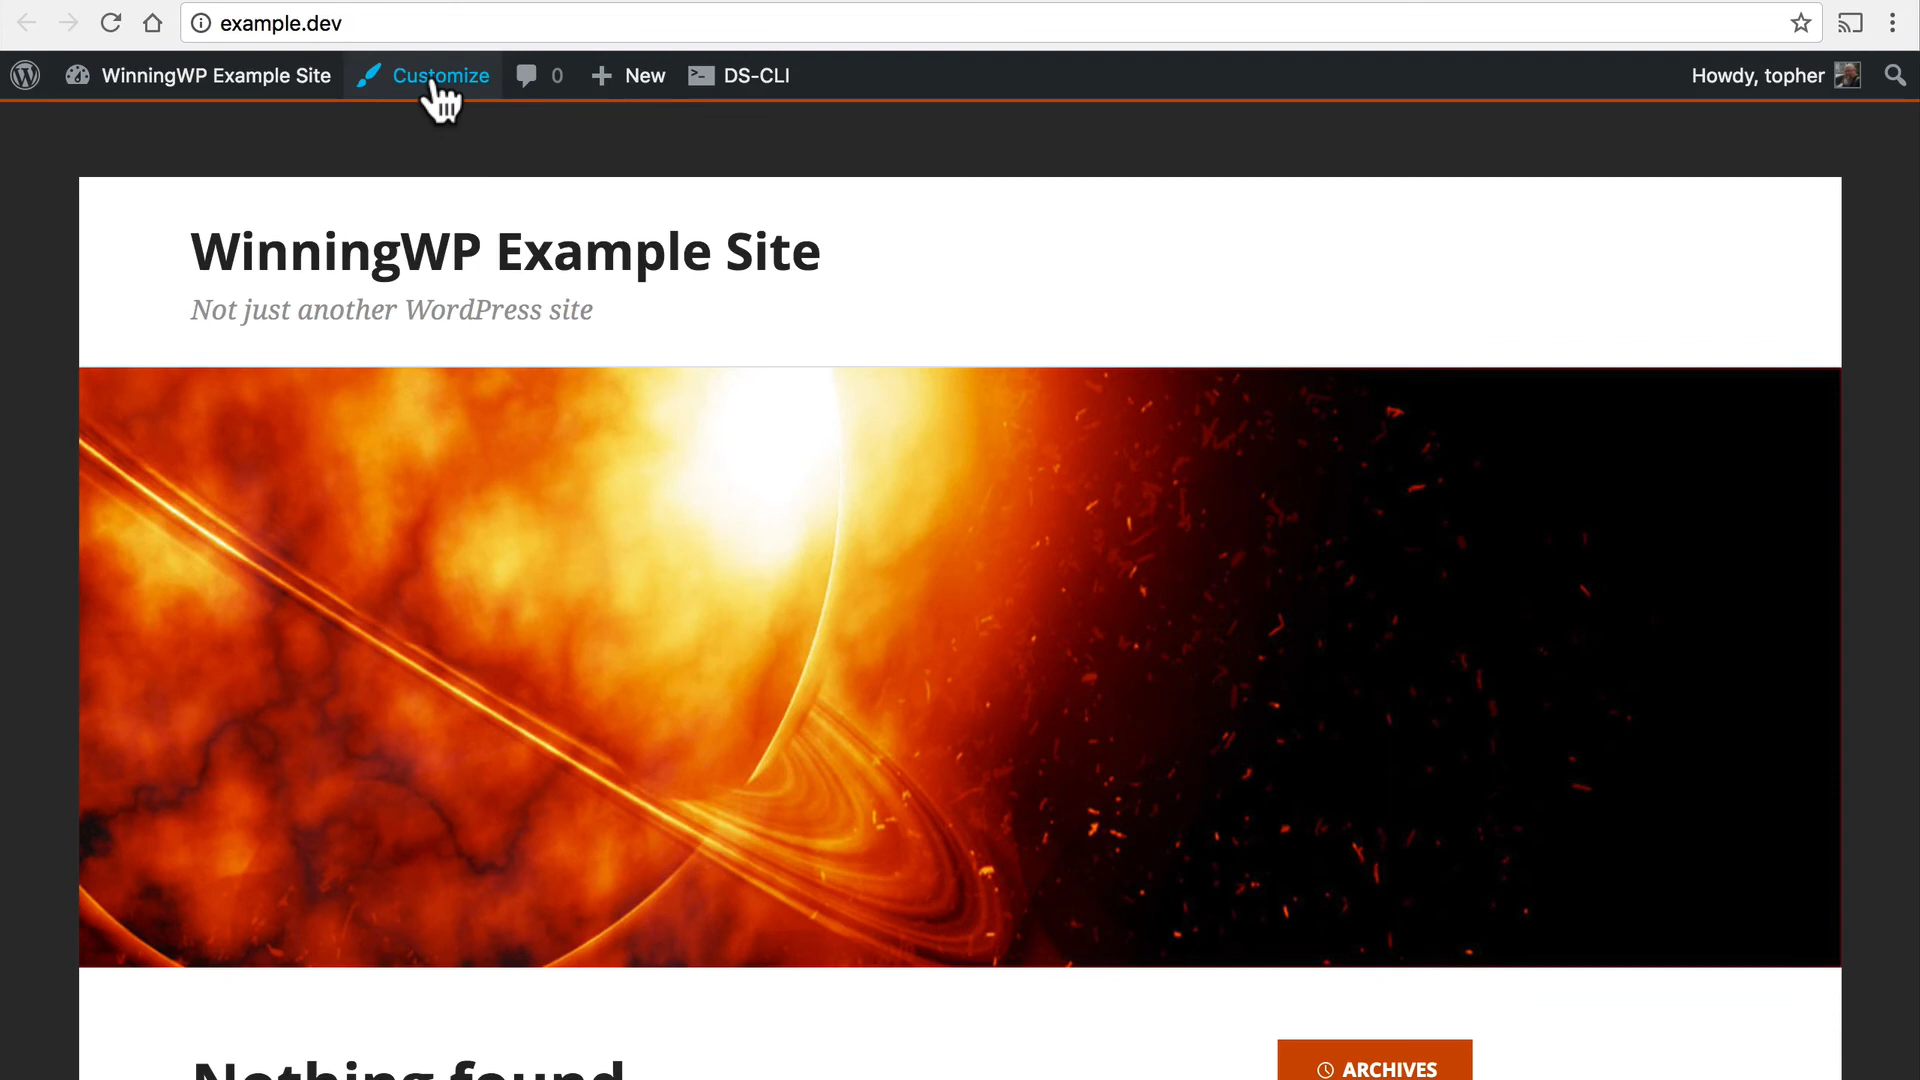 example.dev
WinningWP Example Site Customize 0 New DS-CLI Howdy, topher
WinningWP Example Site
Not just another WordPress site
Nothing found
ARCHIVES